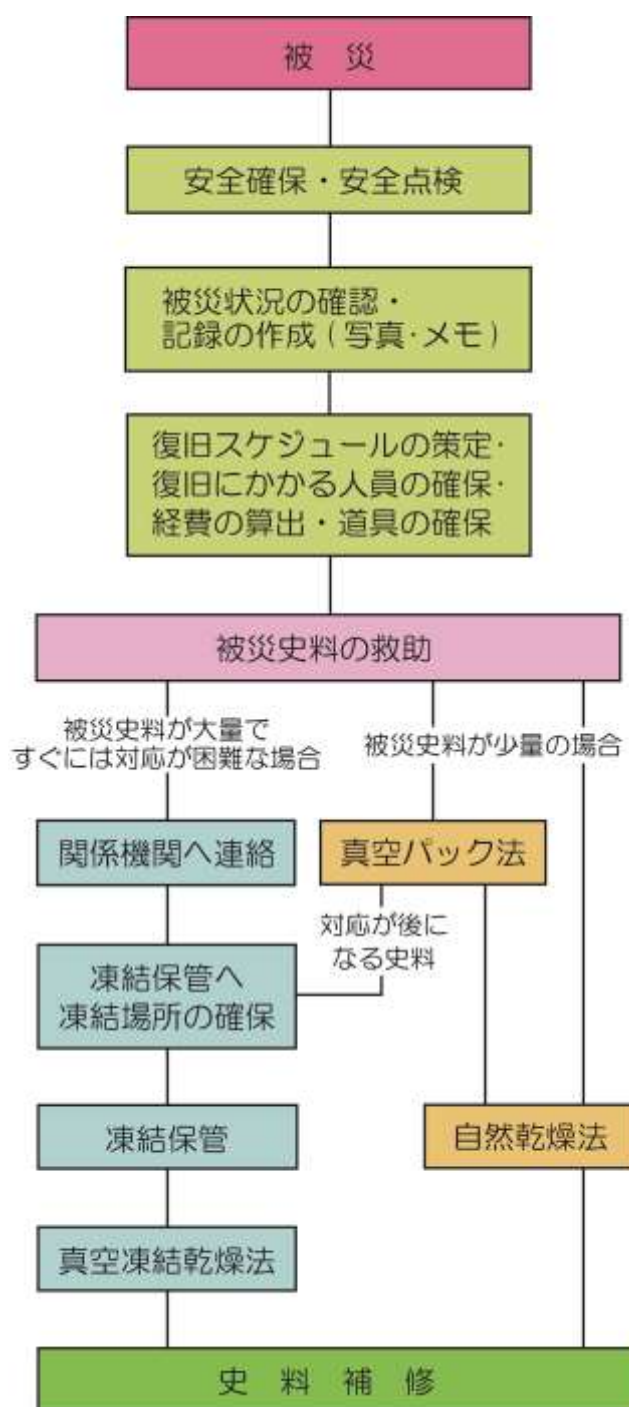 被 災
安全確保・安全点検
被災状況の確認・
記録の作成(写真・メモ)
復旧スケジュールの策定・
復旧にかかる人員の確保・
経費の算出・道具の確保
被災史料の救助
被災史料が大量で
すぐには対応が困難な場合
被災史料が少量の場合
関係機関へ連絡
真空パック法
対応が後に
なる史料
凍結保管へ
凍結場所の確保
凍結保管
自然乾燥法
真空凍結乾燥法
史 料 補 修